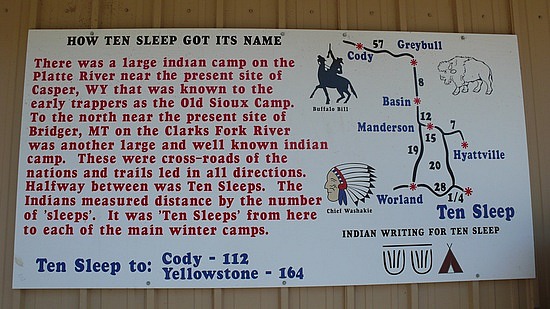 HOW TEN SLEEP GOT ITS NAME
There was a large indian camp on the
Platte River near the present site of
Casper, WY that was known to the
early trappers as the Old Sioux Camp.
To the north near the present site of
Bridger, MT on the Clarks Fork River
was another large and well known indian
camp. These were cross-roads of the
nations and trails led in all directions.
Halfway between was Ten Sleeps. The
Indians measured distance by the number
of 'sleeps'. It was 'Ten Sleeps' from here
to each of the main winter camps.
Ten Sleep to: Cody - 112
Yellowstone - 164
Buffalo Bill
Chief Washakie
57
Cody
Greybull
8
Basin
12
Manderson
7
15
Hyattville
19
20
Worland
28
1/4
Ten Sleep
INDIAN WRITING FOR TEN SLEEP